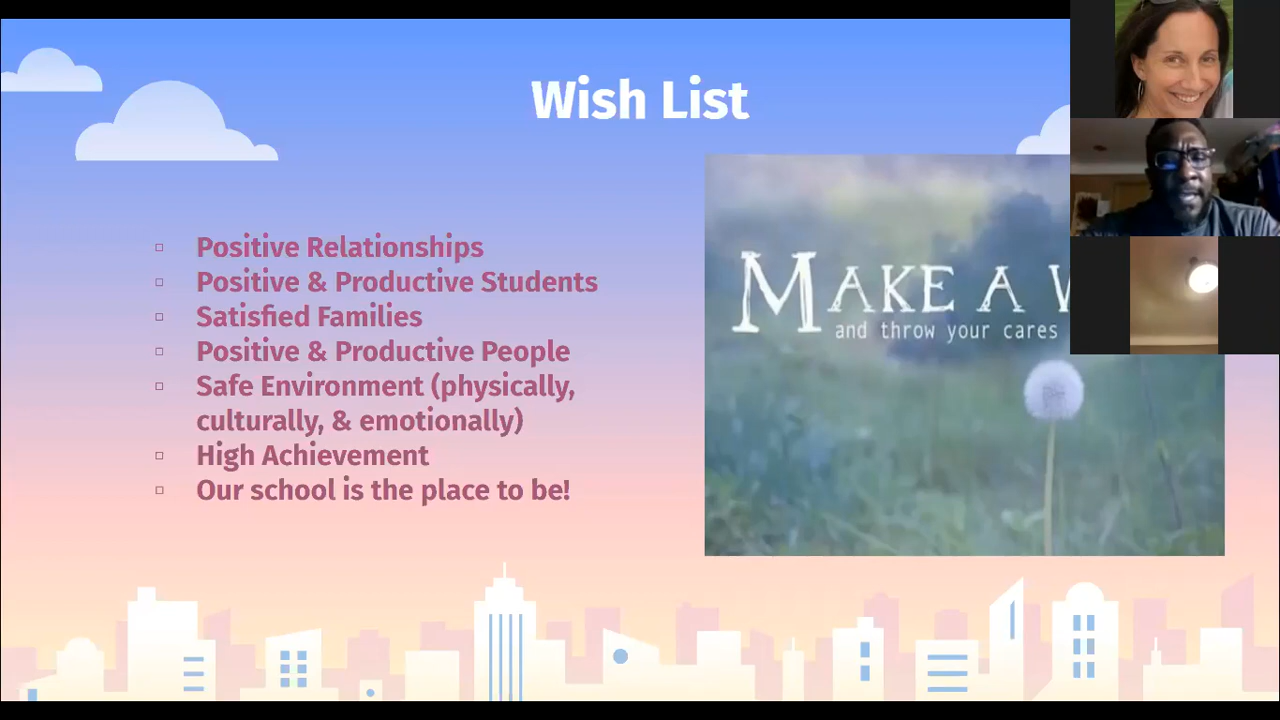 Wish List
▫ Positive Relationships
▫ Positive & Productive Students
▫ Satisfied Families
▫ Positive & Productive People
▫ Safe Environment (physically,
culturally, & emotionally)
▫ High Achievement
▫ Our school is the place to be!
MAKE A
and throw your cares